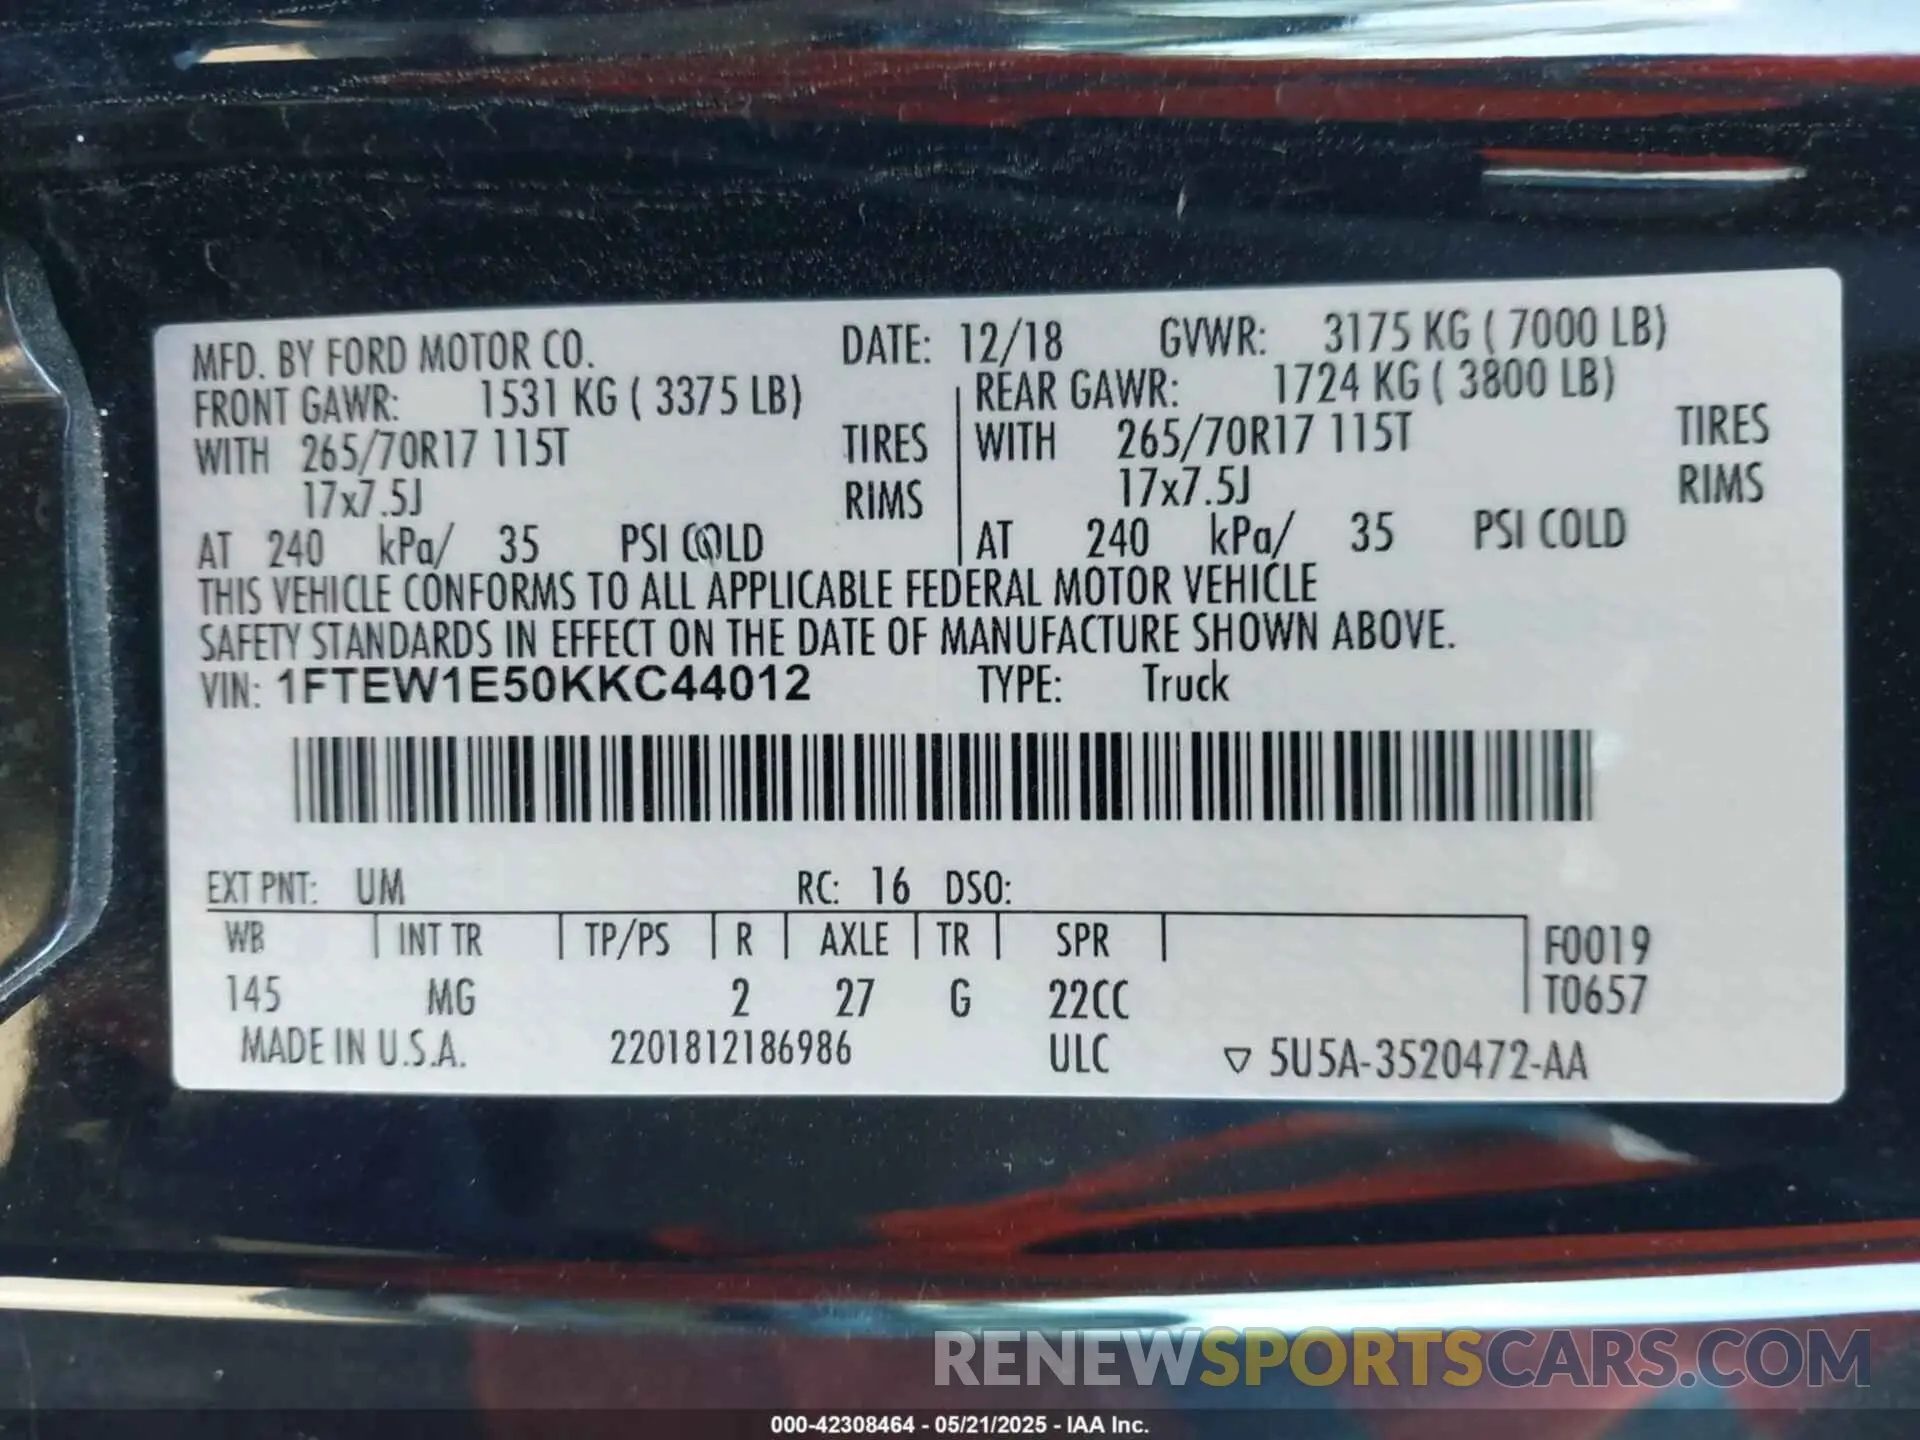 MFD. BY FORD MOTOR CO. DATE: 12/18 GVWR: 3175 KG ( 7000 LB)
FRONT GAWR: 1531 KG ( 3375 LB) REAR GAWR: 1724 KG ( 3800 LB)
WITH 265/70R17 115T TIRES WITH 265/70R17 115T TIRES
17x7.5J RIMS 17x7.5J RIMS
AT 240 kPa/ 35 PSI COLD AT 240 kPa/ 35 PSI COLD
THIS VEHICLE CONFORMS TO ALL APPLICABLE FEDERAL MOTOR VEHICLE
SAFETY STANDARDS IN EFFECT ON THE DATE OF MANUFACTURE SHOWN ABOVE.
VIN: 1FTEW1E50KKC44012 TYPE: Truck
EXT PNT: UM RC: 16 DSO:
WB INT TR TP/PS R AXLE TR SPR F0019
145 MG 2 27 G 22CC T0657
MADE IN U.S.A. 2201812186986 ULC ▽ 5U5A-3520472-AA
RENEWSPORTSCARS.COM
000-42308464 - 05/21/2025 - IAA Inc.